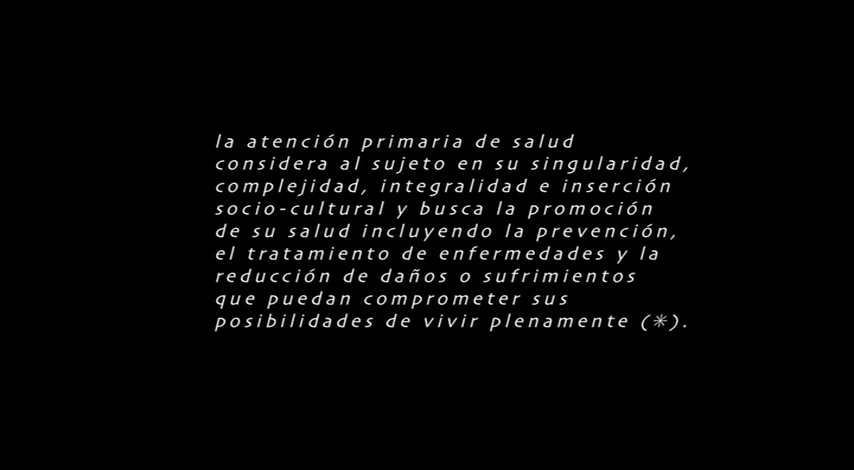 la atención primaria de salud
considera al sujeto en su singularidad,
complejidad, integralidad e inserción
socio-cultural y busca la promoción
de su salud incluyendo la prevención,
el tratamiento de enfermedades y la
reducción de daños o sufrimientos
que puedan comprometer sus
posibilidades de vivir plenamente (*).